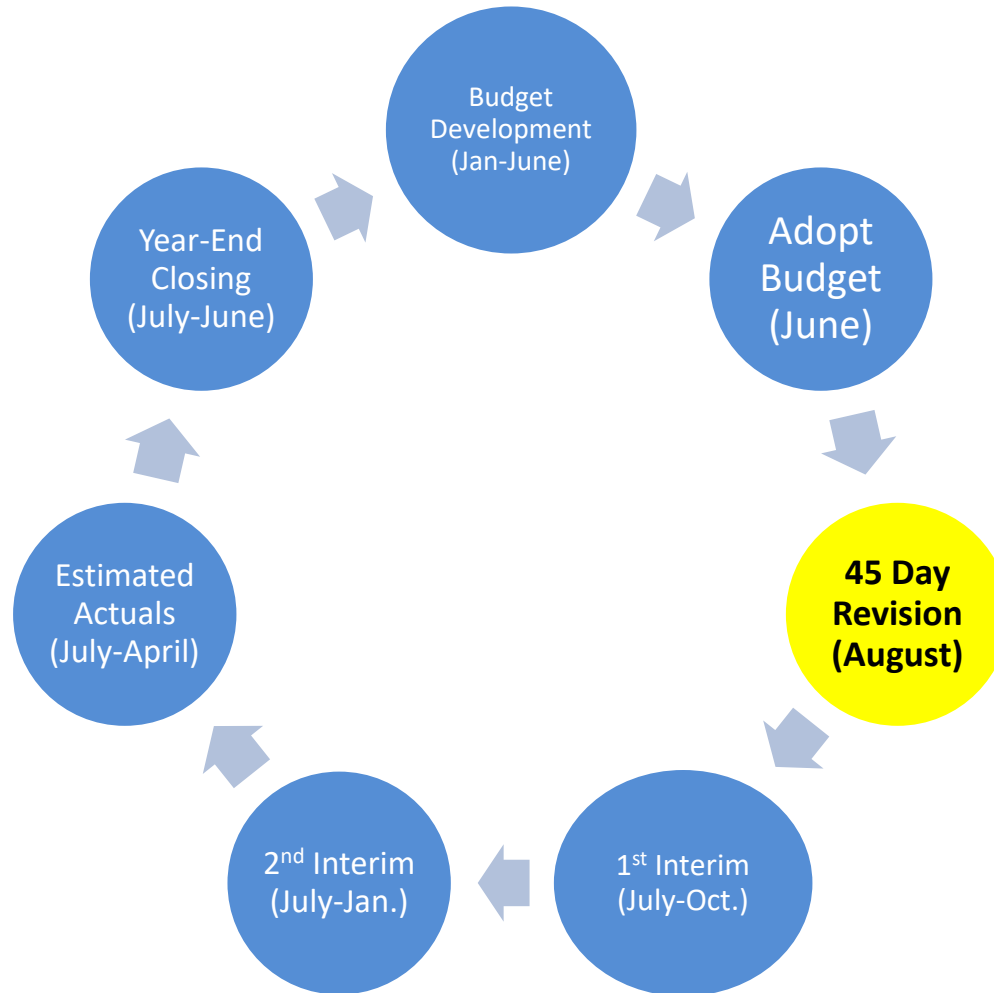 Budget
Development
(Jan-June)
Adopt
Budget
(June)
45 Day
Revision
(August)
1st Interim
(July-Oct.)
2nd Interim
(July-Jan.)
Estimated
Actuals
(July-April)
Year-End
Closing
(July-June)